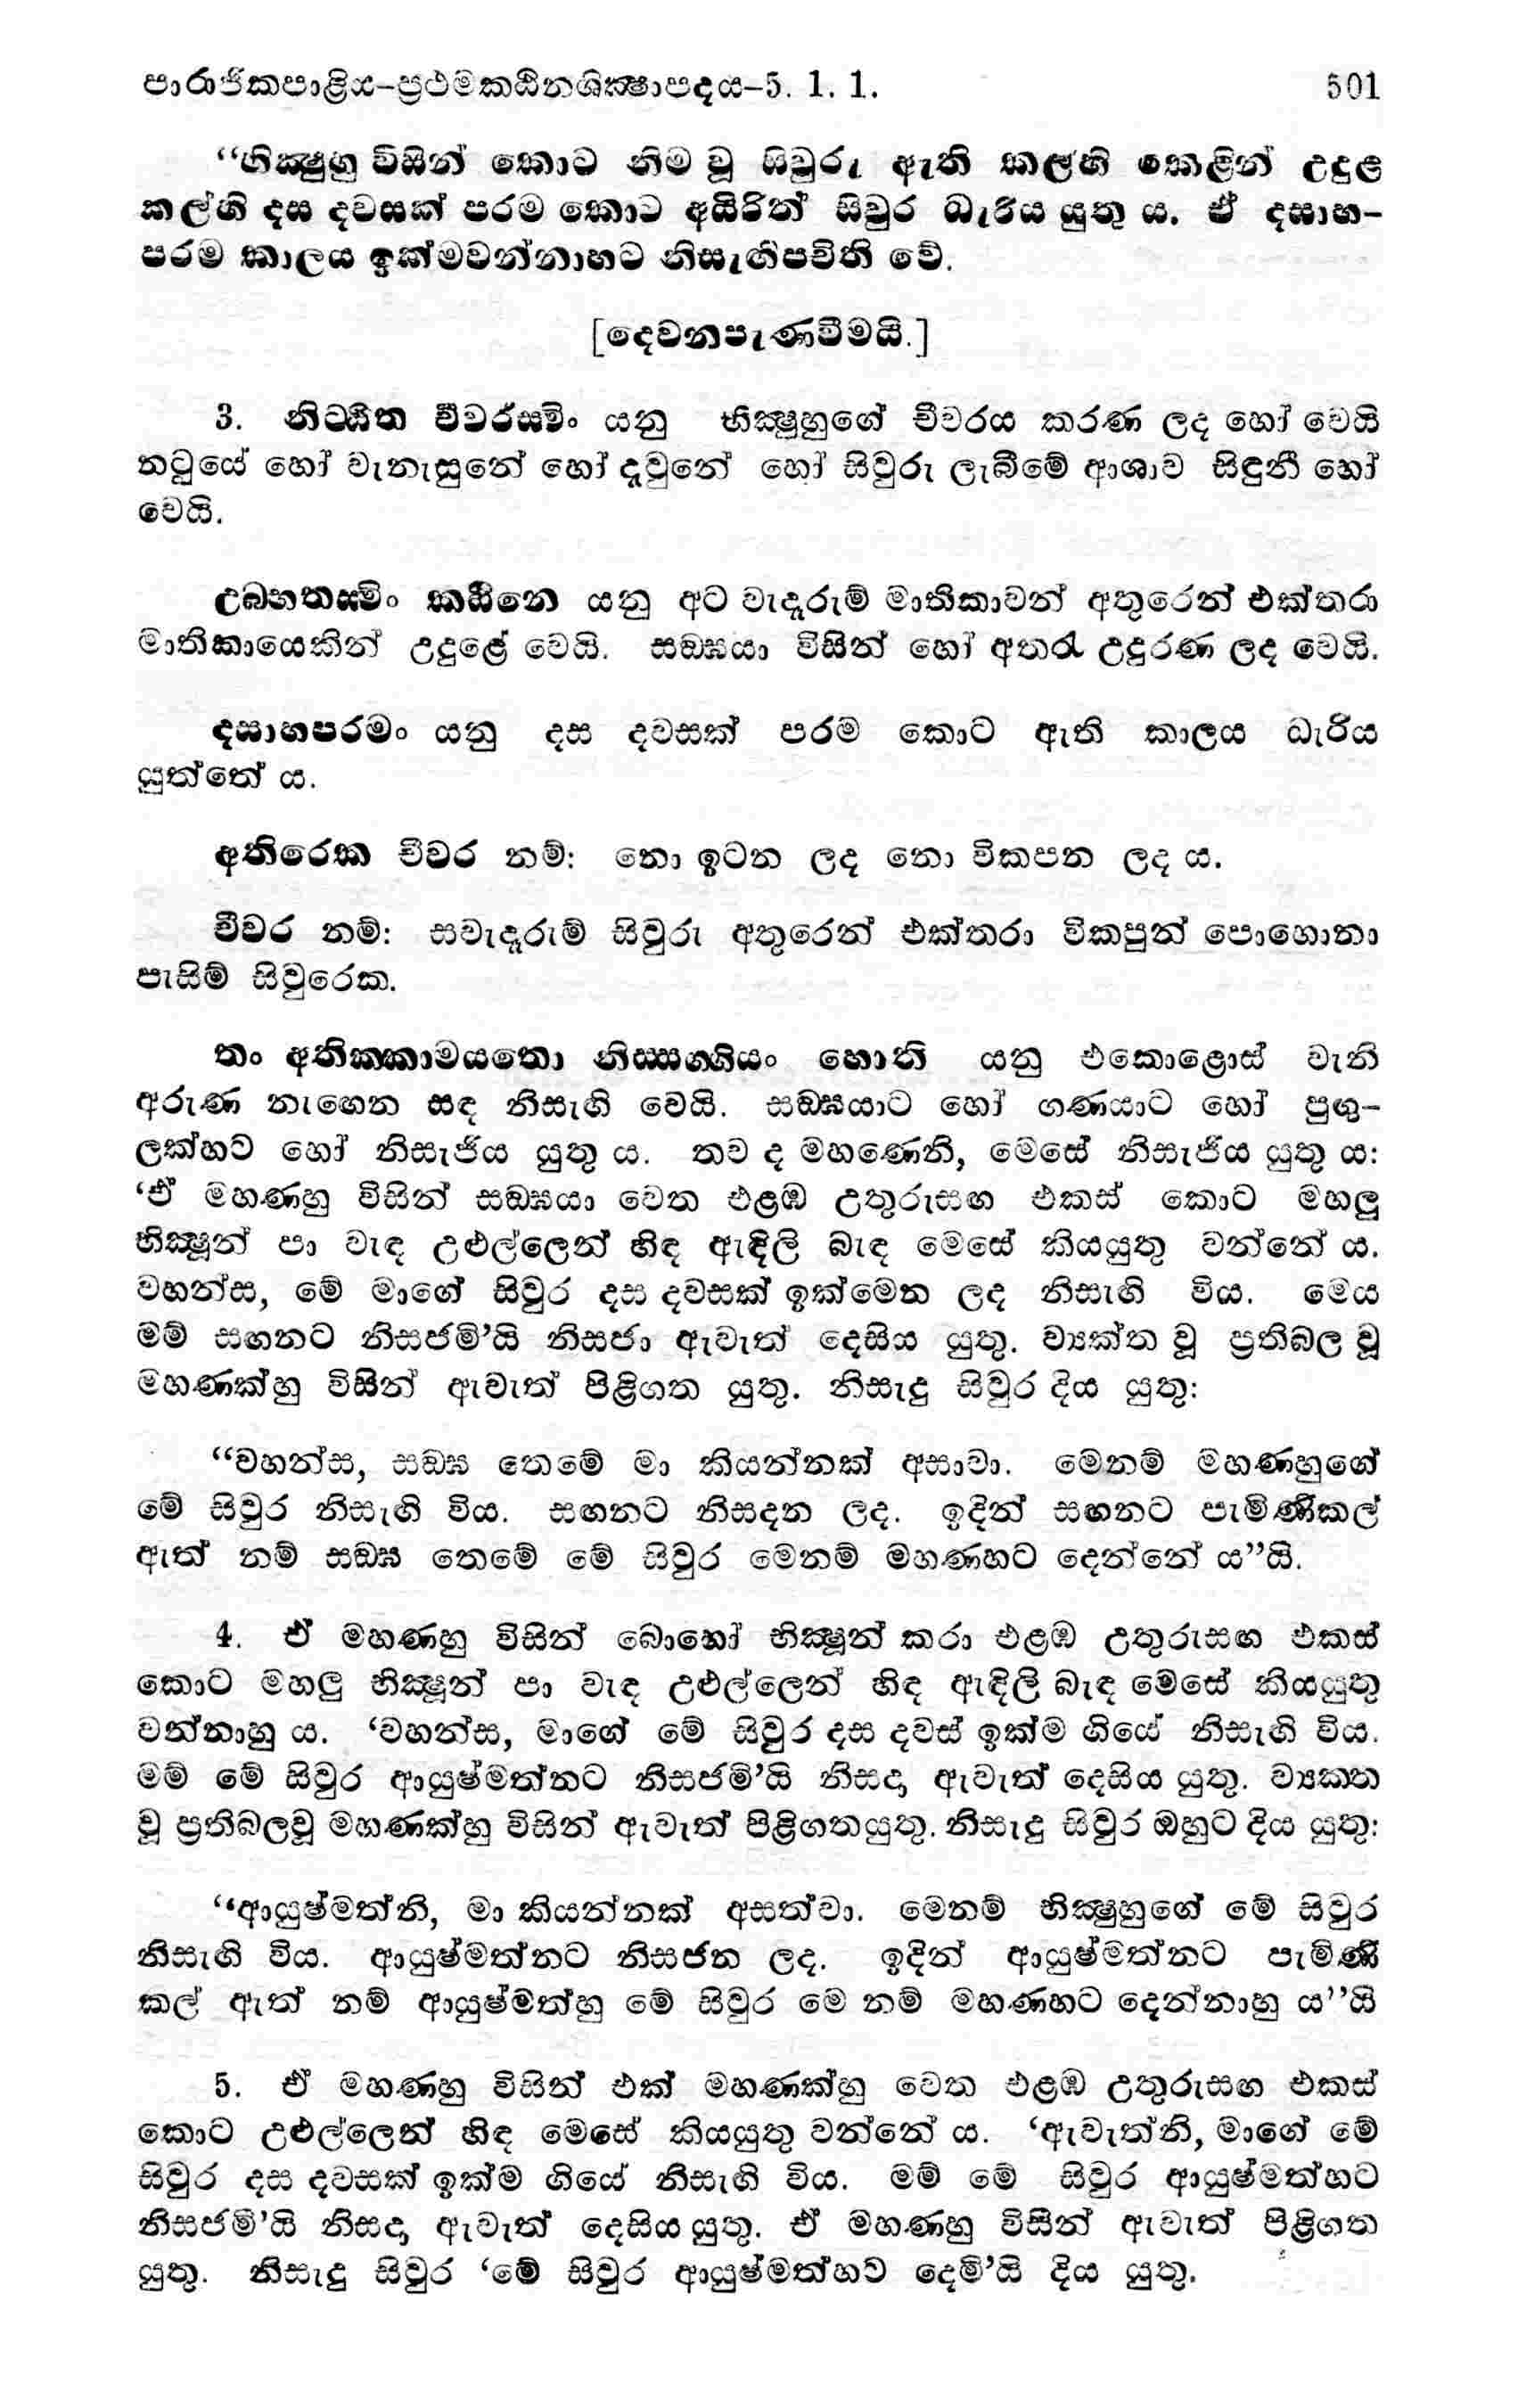 පාරාජිකපාළිය-ප්‍රථමකඨිනශික්‍ෂාපදය-5. 1. 1. 501
“භික්‍ෂුහු විසින් කොට නිම වූ සිවුරු ඇති කල්හි කෙළින් උදුළ
කල්හි දස දවසක් පරම කොට අයිරිත් සිවුර ධැරිය යුතු ය. ඒ දසාහ-
පරම කාලය ඉක්මවන්නාහට නිසැඟිපචිති වේ.
[දෙවනපැණවීමයි.]
3. නිට්ඨිත චීවරස්මිං යනු භික්‍ෂුහුගේ චීවරය කරණ ලද හෝ වෙයි
නටුයේ හෝ වැනැසුනේ හෝ දැවුනේ හෝ සිවුරු ලැබීමේ ආශාව සිඳුනී හෝ
වෙයි.
උබ්භතස්මිං කඨිනෙ යනු අට වැදෑරුම් මාතිකාවන් අතුරෙන් එක්තරා
මාතිකායෙකින් උදුළේ වෙයි. සඞ්ඝයා විසින් හෝ අතරැ උදුරණ ලද වෙයි.
දසාහපරමං යනු දස දවසක් පරම කොට ඇති කාලය ධැරිය
යුත්තේ ය.
අතිරෙක චීවර නම්: නො ඉටන ලද නො විකපන ලද ය.
චීවර නම්: සවැදෑරුම් සිවුරු අතුරෙන් එක්තරා විකපුන් පොහොනා
පැසිම් සිවුරෙක.
තං අතික්කාමයතො නිස්සග්ගියං හොති යනු එකොළොස් වැනි
අරුණ නැඟෙන සඳ නිසැඟි වෙයි. සඞ්ඝයාට හෝ ගණයාට හෝ පුඟු-
ලක්හට හෝ නිසැජිය යුතු ය. තව ද මහණෙනි, මෙසේ නිසැජිය යුතු ය:
‘ඒ මහණහු විසින් සඞ්ඝයා වෙත එළඹ උතුරුසඟ එකස් කොට මහලු
භික්‍ෂූන් පා වැඳ උළුල්ලෙන් හිඳ ඇඳිලි බැඳ මෙසේ කියයුතු වන්නේ ය.
වහන්ස, මේ මාගේ සිවුර දස දවසක් ඉක්මෙන ලද නිසැඟි විය. මෙය
මම් සඟනට නිසජමි’යි නිසජා ඇවැත් දෙසිය යුතු. ව්‍යක්ත වූ ප්‍රතිබල වූ
මහණක්හු විසින් ඇවැත් පිළිගත යුතු. නිසැදු සිවුර දිය යුතු:
“වහන්ස, සඞ්ඝ තෙමේ මා කියන්නක් අසාවා. මෙනම් මහණහුගේ
මේ සිවුර නිසැඟි විය. සඟනට නිසදන ලද. ඉදින් සඟනට පැමිණිකල්
ඇත් නම් සඞ්ඝ තෙමේ මේ සිවුර මෙනම් මහණහට දෙන්නේ ය”යි.
4. ඒ මහණහු විසින් බොහෝ භික්‍ෂූන් කරා එළඹ උතුරුසඟ එකස්
කොට මහලු භික්‍ෂූන් පා වැඳ උළුල්ලෙන් හිඳ ඇඳිලි බැඳ මෙසේ කියයුතු
වන්නාහු ය. ‘වහන්ස, මාගේ මේ සිවුර දස දවස් ඉක්ම ගියේ නිසැඟි විය.
මම් මේ සිවුර ආයුෂ්මත්නට නිසජමි’යි නිසදා ඇවැත් දෙසිය යුතු. ව්‍යක්ත
වූ ප්‍රතිබලවූ මහණක්හු විසින් ඇවැත් පිළිගතයුතු. නිසැදු සිවුර ඔහුට දිය යුතු:
“ආයුෂ්මත්නි, මා කියන්නක් අසත්වා. මෙනම් භික්‍ෂුහුගේ මේ සිවුර
නිසැඟි විය. ආයුෂ්මත්නට නිසජන ලද. ඉදින් ආයුෂ්මත්නට පැමිණි
කල් ඇත් නම් ආයුෂ්මත්හු මේ සිවුර මෙ නම් මහණහට දෙන්නාහු ය”යි
5. ඒ මහණහු විසින් එක් මහණක්හු වෙත එළඹ උතුරුසඟ එකස්
කොට උළුල්ලෙන් හිඳ මෙසේ කියයුතු වන්නේ ය. ‘ඇවැත්නි, මාගේ මේ
සිවුර දස දවසක් ඉක්ම ගියේ නිසැඟි විය. මම් මේ සිවුර ආයුෂ්මත්හට
නිසජමි’යි නිසදා ඇවැත් දෙසිය යුතු. ඒ මහණහු විසින් ඇවැත් පිළිගත
යුතු. නිසැදු සිවුර ‘මේ සිවුර ආයුෂ්මත්හට දෙමි’යි දිය යුතු.